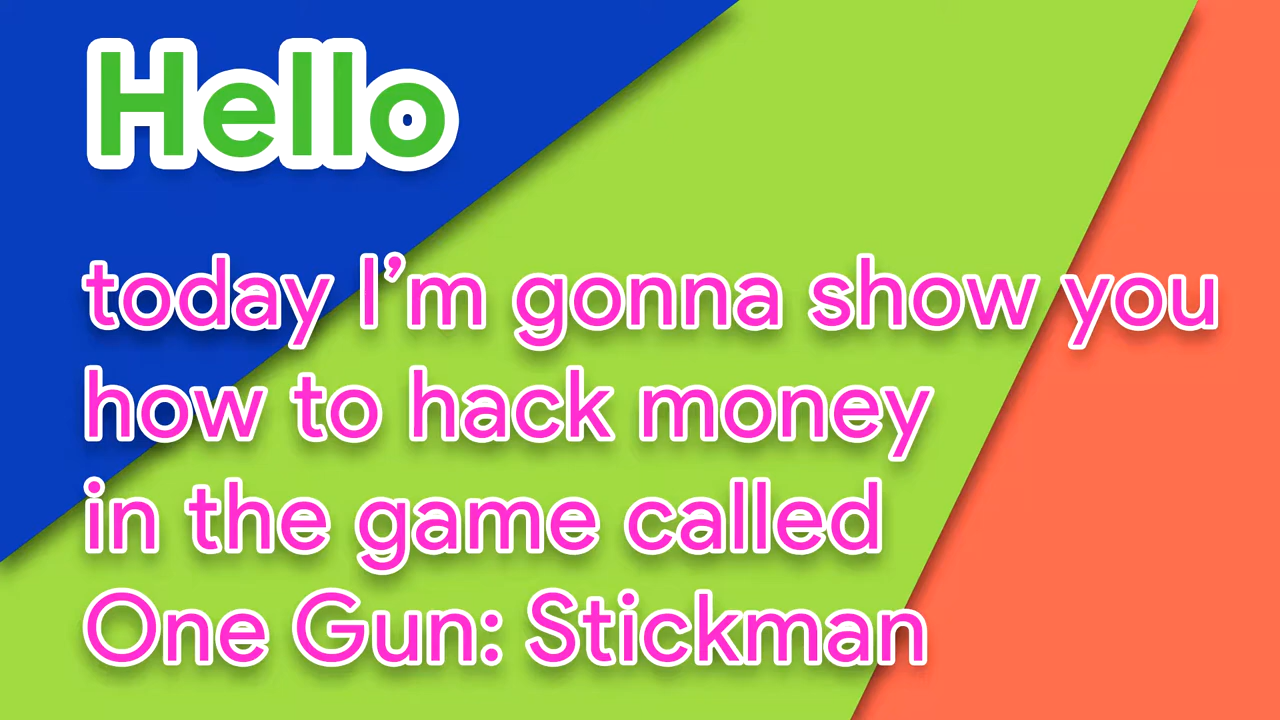 Hello
today I’m gonna show you
how to hack money
in the game called
One Gun: Stickman